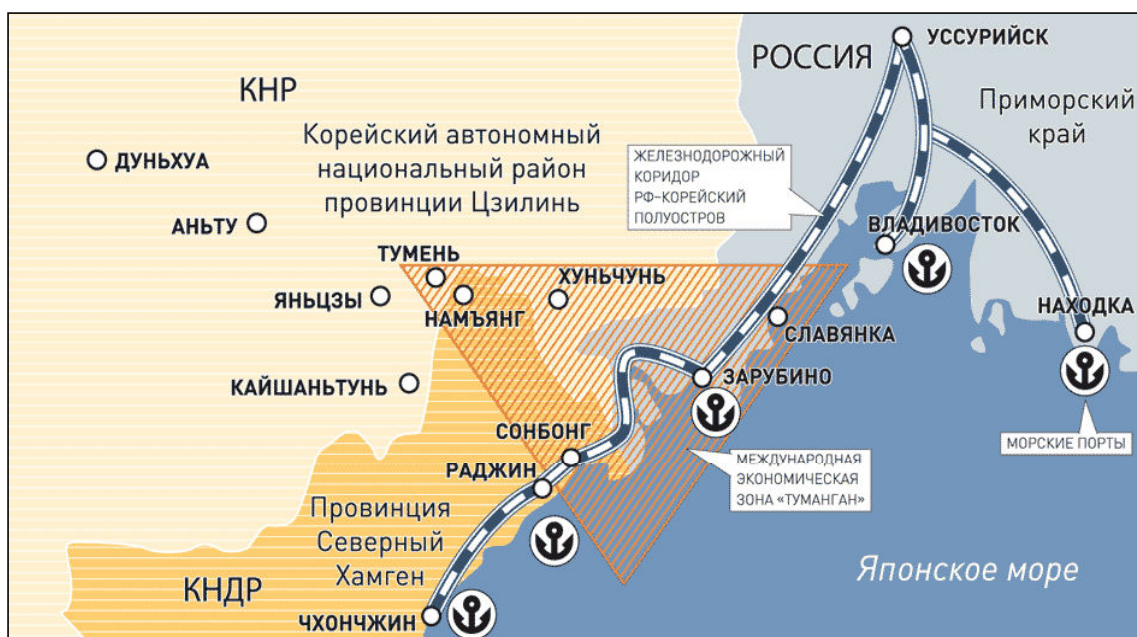 УССУРИЙСК
РОССИЯ
КНР
Приморский
край
Корейский автономный
национальный район
провинции Цзилинь
ЖЕЛЕЗНОДОРОЖНЫЙ
КОРИДОР
РФ–КОРЕЙСКИЙ
ПОЛУОСТРОВ
ДУНЬХУА
АНЬТУ
ВЛАДИВОСТОК
ТУМЕНЬ
ХУНЬЧУНЬ
ЯНЬЦЗЫ
НАМЪЯНГ
НАХОДКА
СЛАВЯНКА
КАЙШАНЬТУНЬ
ЗАРУБИНО
СОНБОНГ
МОРСКИЕ ПОРТЫ
РАДЖИН
МЕЖДУНАРОДНАЯ
ЭКОНОМИЧЕСКАЯ
ЗОНА «ТУМАНГАН»
Провинция
Северный
Хамген
Японское море
КНДР
ЧХОНЧЖИН